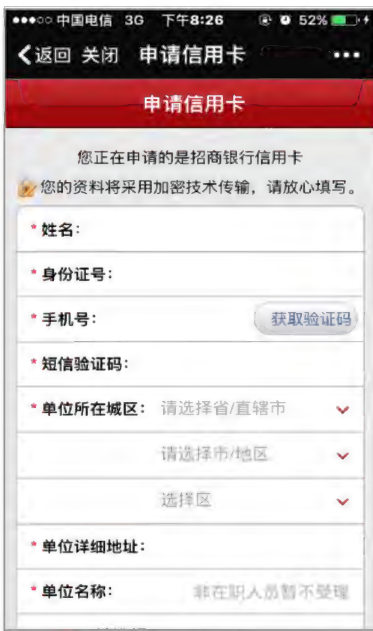 中国电信 3G 下午8:26 52%
返回 关闭 申请信用卡
申请信用卡
您正在申请的是招商银行信用卡
您的资料将采用加密技术传输，请放心填写。
*姓名：
*身份证号：
*手机号： 获取验证码
*短信验证码：
*单位所在城区： 请选择省/直辖市
请选择市/地区
选择区
*单位详细地址：
*单位名称： 非在职人员暂不受理